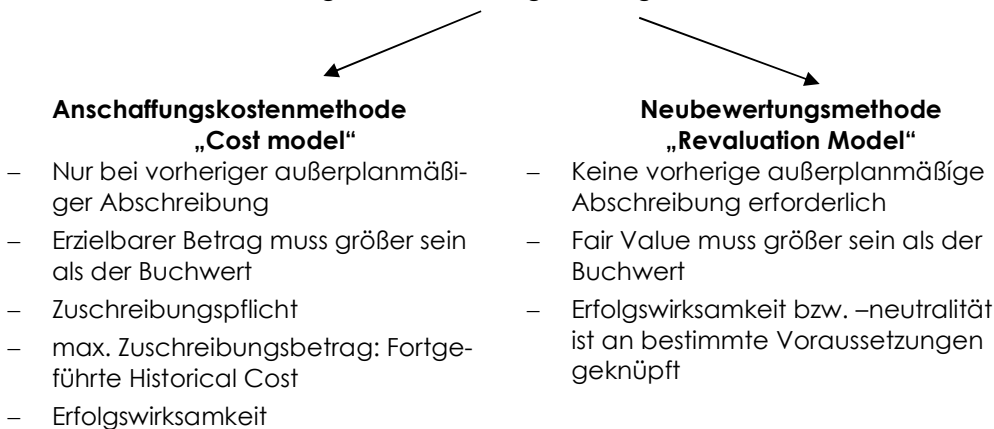 Anschaffungskostenmethode
„Cost model“
– Nur bei vorheriger außerplanmäßi-
ger Abschreibung
– Erzielbarer Betrag muss größer sein
als der Buchwert
– Zuschreibungspflicht
– max. Zuschreibungsbetrag: Fortge-
führte Historical Cost
– Erfolgswirksamkeit
Neubewertungsmethode
„Revaluation Model“
– Keine vorherige außerplanmäßíge
Abschreibung erforderlich
– Fair Value muss größer sein als der
Buchwert
– Erfolgswirksamkeit bzw. –neutralität
ist an bestimmte Voraussetzungen
geknüpft